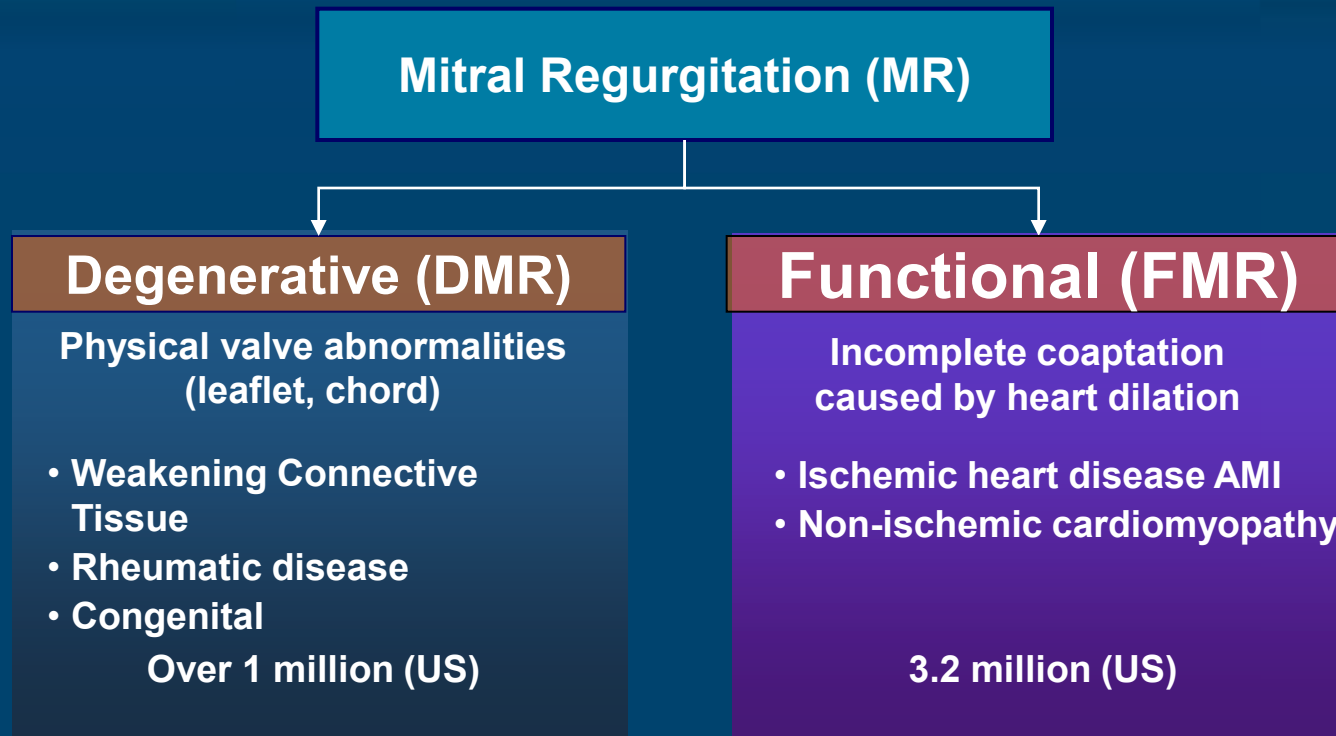 Mitral Regurgitation (MR)
Degenerative (DMR)
Physical valve abnormalities
(leaflet, chord)
• Weakening Connective
Tissue
• Rheumatic disease
• Congenital
Over 1 million (US)
Functional (FMR)
Incomplete coaptation
caused by heart dilation
• Ischemic heart disease AMI
• Non-ischemic cardiomyopathy
3.2 million (US)